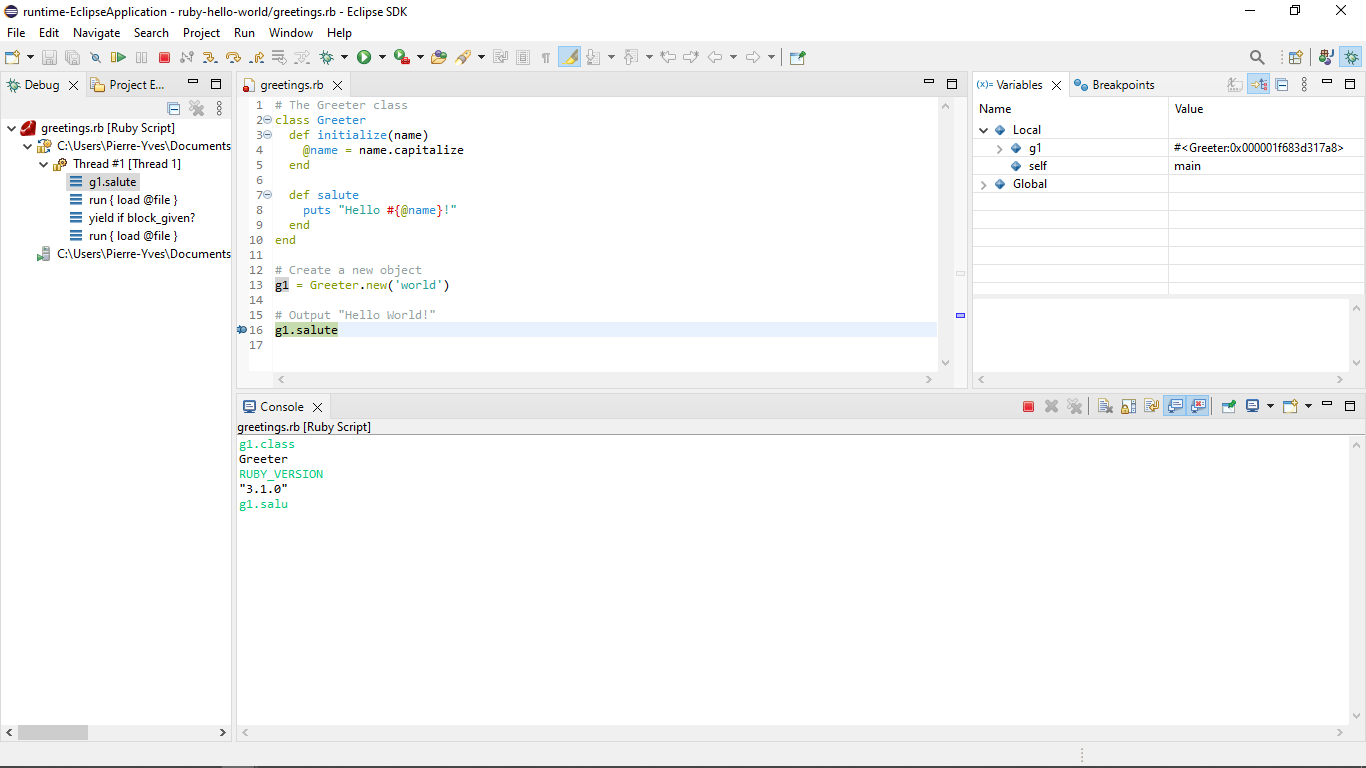 runtime-EclipseApplication - ruby-hello-world/greetings.rb - Eclipse SDK
File Edit Navigate Search Project Run Window Help
Debug Project E...
greetings.rb [Ruby Script]
C:\Users\Pierre-Yves\Documents
Thread #1 [Thread 1]
g1.salute
run { load @file }
yield if block_given?
run { load @file }
C:\Users\Pierre-Yves\Documents
greetings.rb
1 # The Greeter class
2 class Greeter
3 def initialize(name)
4 @name = name.capitalize
5 end
6
7 def salute
8 puts "Hello #{@name}!"
9 end
10 end
11
12 # Create a new object
13 g1 = Greeter.new('world')
14
15 # Output "Hello World!"
16 g1.salute
17
(x)= Variables Breakpoints
Name Value
Local
g1 #<Greeter:0x000001f683d317a8>
self main
Global
Console
greetings.rb [Ruby Script]
g1.class
Greeter
RUBY_VERSION
"3.1.0"
g1.salu